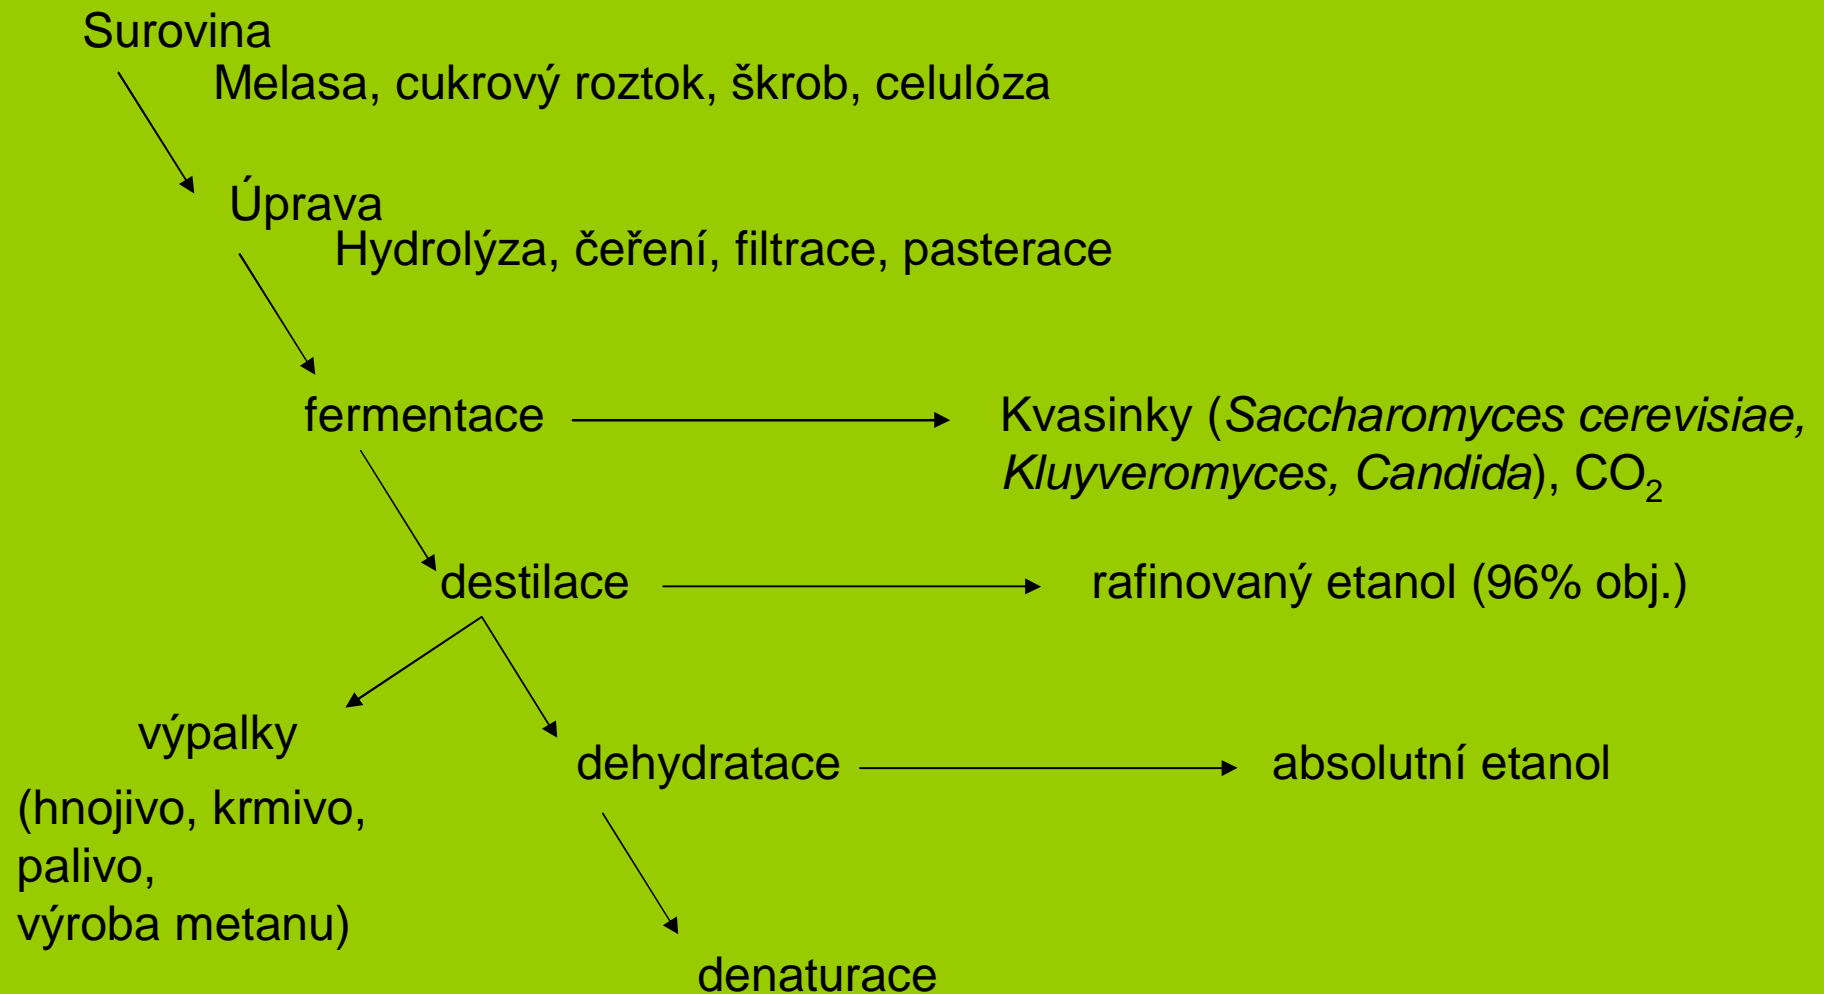 Surovina
Melasa, cukrový roztok, škrob, celulóza
Úprava
Hydrolýza, čeření, filtrace, pasterace
fermentace
Kvasinky (Saccharomyces cerevisiae,
Kluyveromyces, Candida), CO₂
destilace
rafinovaný etanol (96% obj.)
výpalky
(hnojivo, krmivo,
palivo,
výroba metanu)
dehydratace
absolutní etanol
denaturace